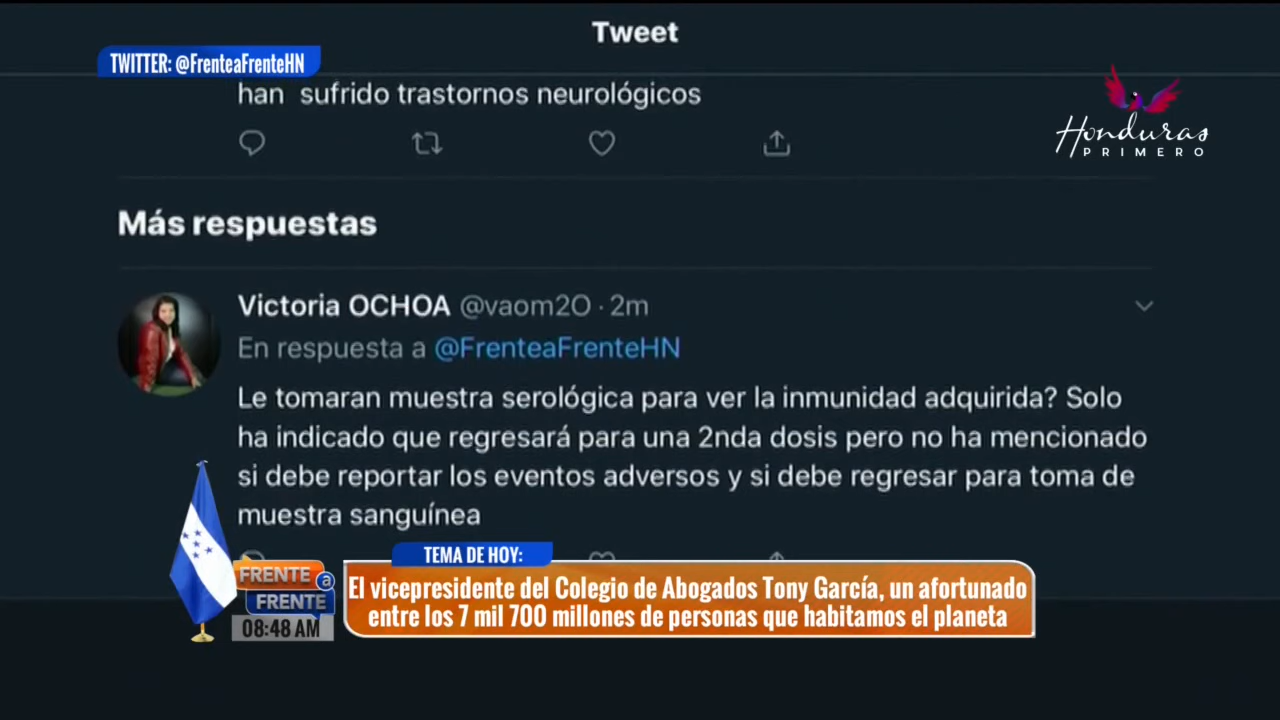 Tweet
TWITTER: @FrenteaFrenteHN
han sufrido trastornos neurológicos
Honduras
PRIMERO
Más respuestas
Victoria OCHOA @vaom2O · 2m
En respuesta a @FrenteaFrenteHN
Le tomaran muestra serológica para ver la inmunidad adquirida? Solo
ha indicado que regresará para una 2nda dosis pero no ha mencionado
si debe reportar los eventos adversos y si debe regresar para toma de
muestra sanguínea
TEMA DE HOY:
FRENTE a
FRENTE
08:48 AM
El vicepresidente del Colegio de Abogados Tony García, un afortunado
entre los 7 mil 700 millones de personas que habitamos el planeta